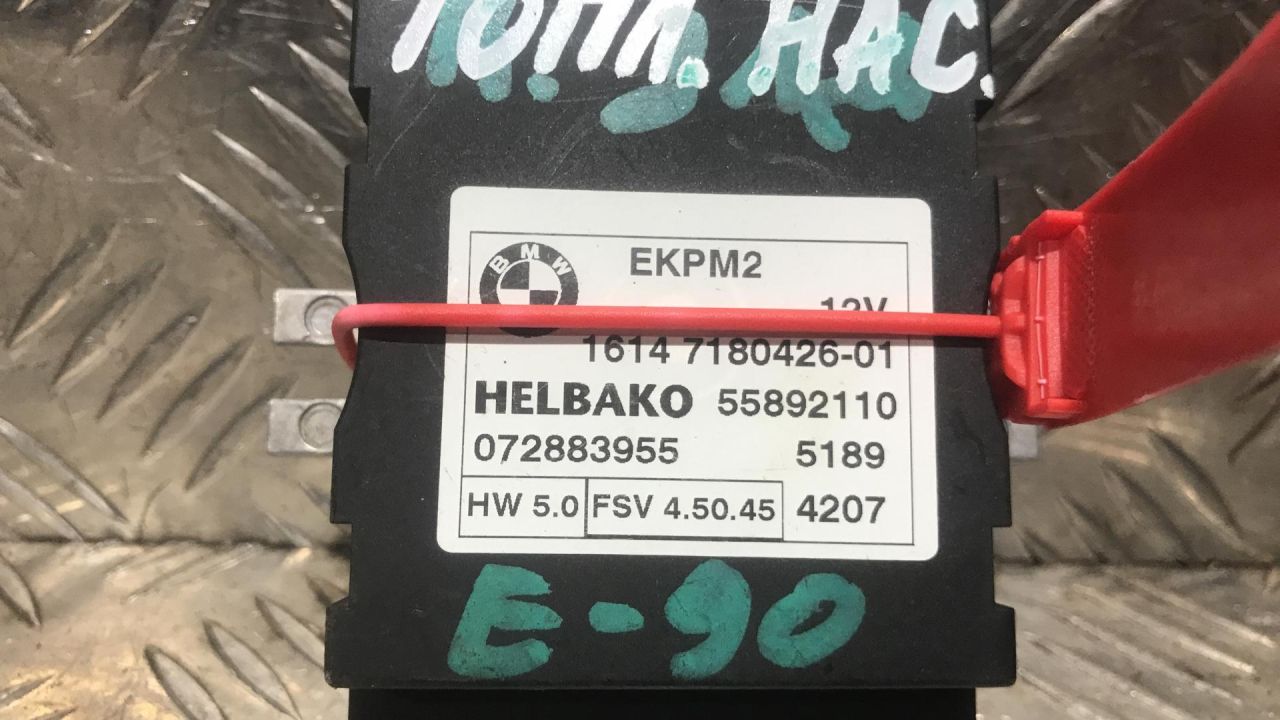 ТОПЛ. НАС.
BMW
EKPM2
12V
1614 7180426-01
HELBAKO 55892110
072883955 5189
HW 5.0 FSV 4.50.45 4207
E-90